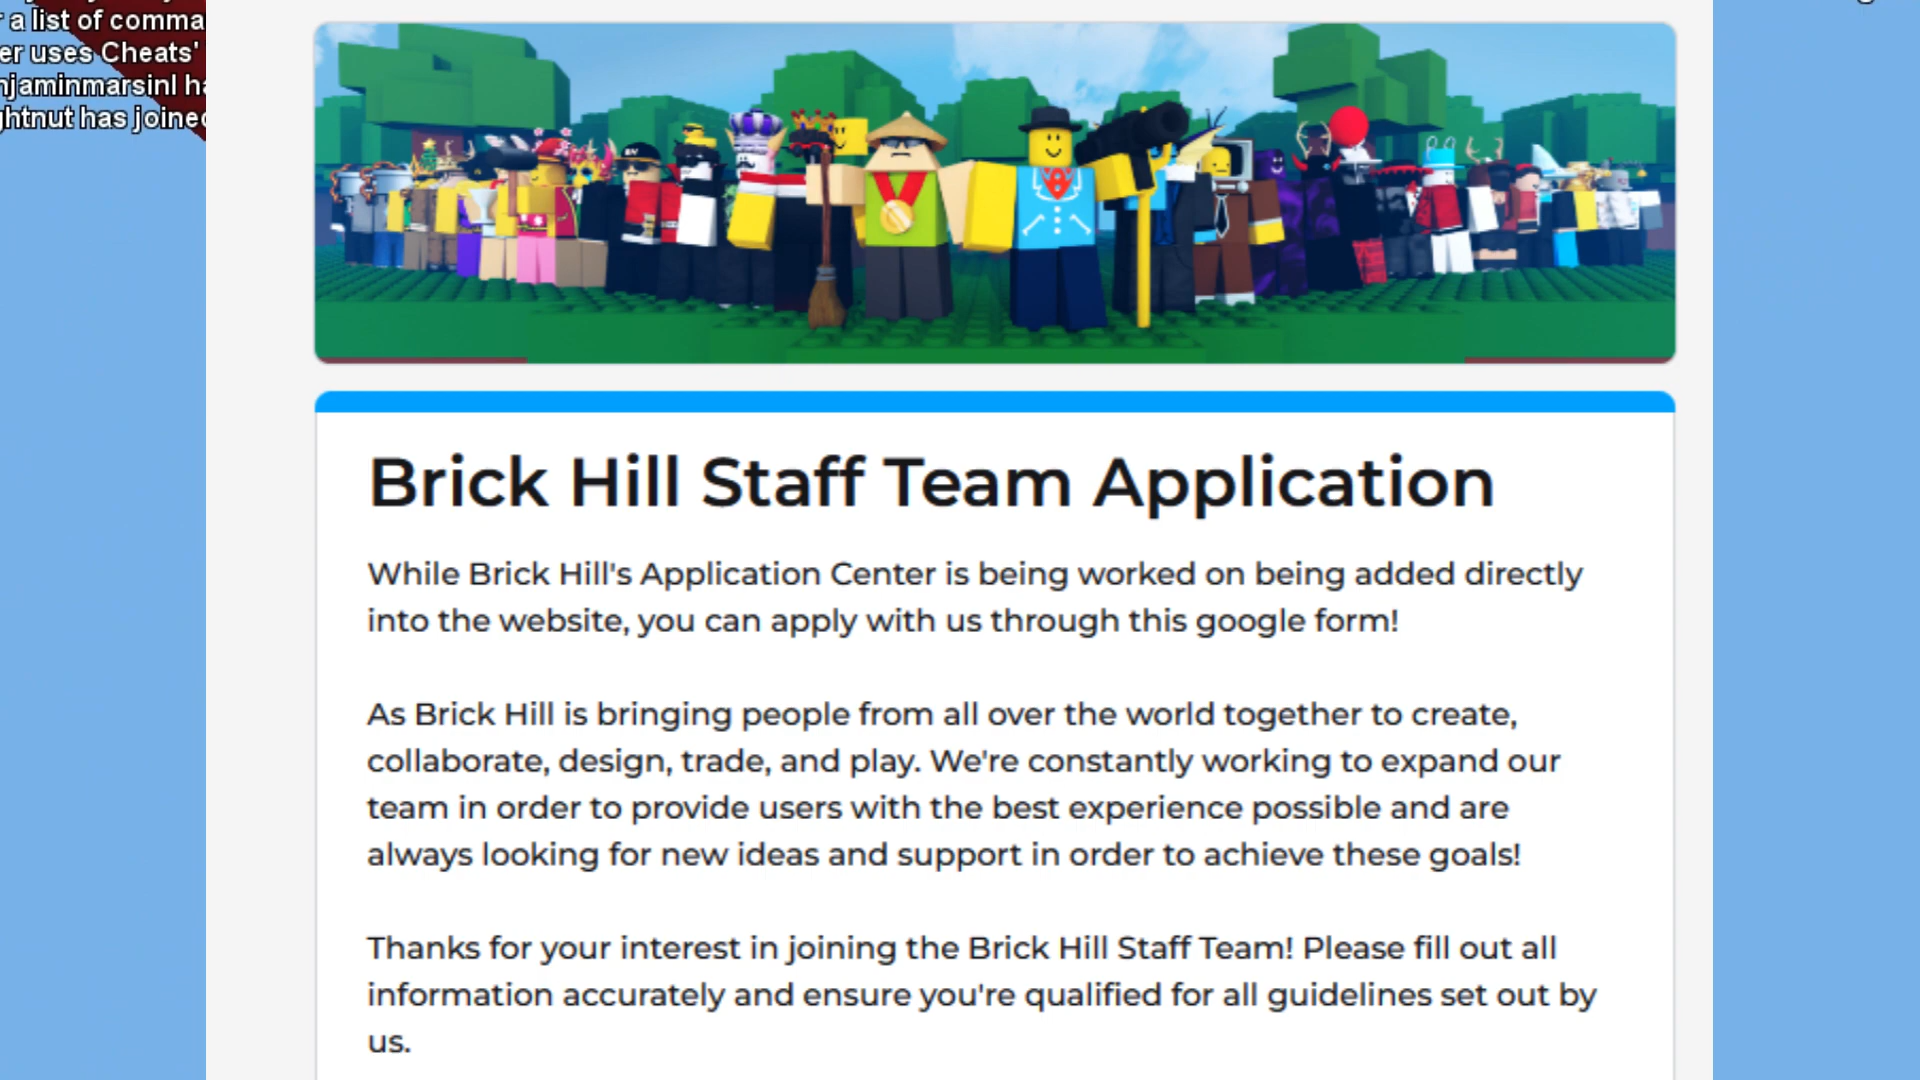 a list of comma
er uses Cheats'
njaminmarsinl ha
ghtnut has joined
Brick Hill Staff Team Application
While Brick Hill's Application Center is being worked on being added directly
into the website, you can apply with us through this google form!
As Brick Hill is bringing people from all over the world together to create,
collaborate, design, trade, and play. We're constantly working to expand our
team in order to provide users with the best experience possible and are
always looking for new ideas and support in order to achieve these goals!
Thanks for your interest in joining the Brick Hill Staff Team! Please fill out all
information accurately and ensure you're qualified for all guidelines set out by
us.